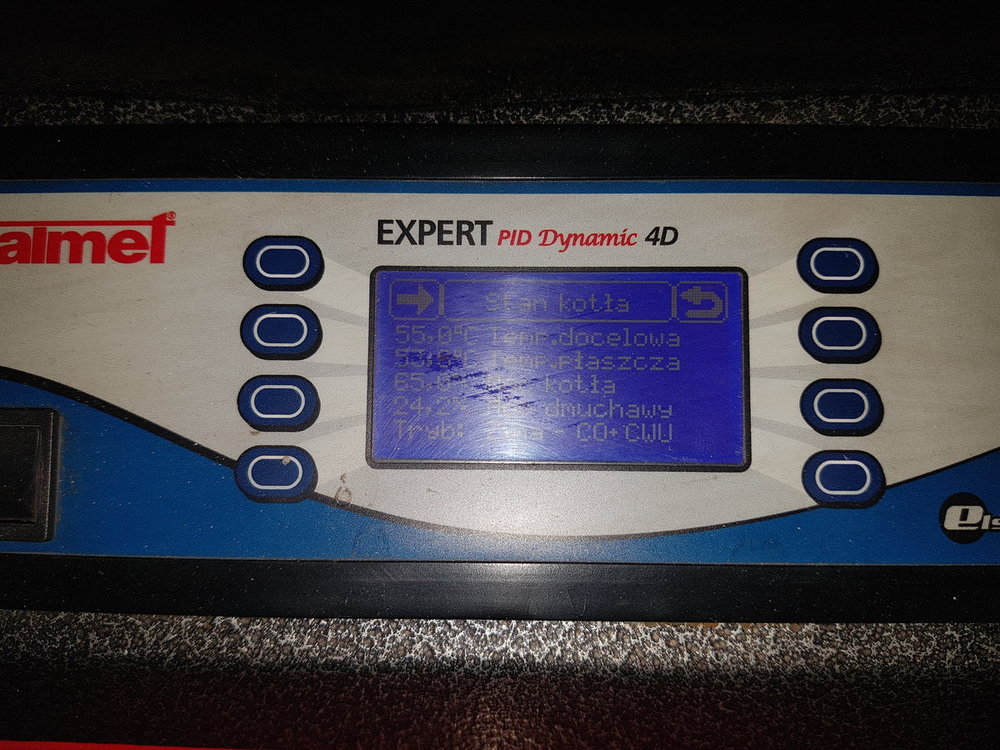 almet®
EXPERT PID Dynamic 4D
Stan kotła
55.0°C Temp.docelowa
Temp.płaszcza
kotła
24.2% dmuchawy
Tryb: - CO+CWU
els